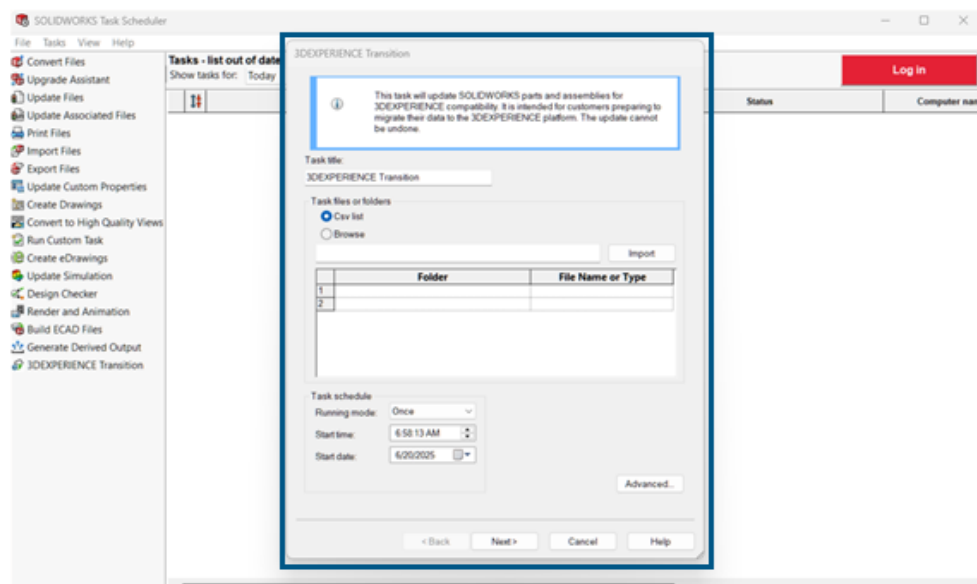 SOLIDWORKS Task Scheduler
File Tasks View Help
Convert Files
Upgrade Assistant
Update Files
Update Associated Files
Print Files
Import Files
Export Files
Update Custom Properties
Create Drawings
Convert to High Quality Views
Run Custom Task
Create eDrawings
Update Simulation
Design Checker
Render and Animation
Build ECAD Files
Generate Derived Output
3DEXPERIENCE Transition
Tasks - list out of date
Show tasks for: Today
Log in
Status
Computer nam
3DEXPERIENCE Transition
This task will update SOLIDWORKS parts and assemblies for
3DEXPERIENCE compatibility. It is intended for customers preparing to
migrate their data to the 3DEXPERIENCE platform. The update cannot
be undone.
Task title:
3DEXPERIENCE Transition
Task files or folders
Csv list
Browse
Import
Folder File Name or Type
1
2
Task schedule
Running mode: Once
Start time: 6:58:13 AM
Start date: 6/20/2025
Advanced...
< Back Next> Cancel Help